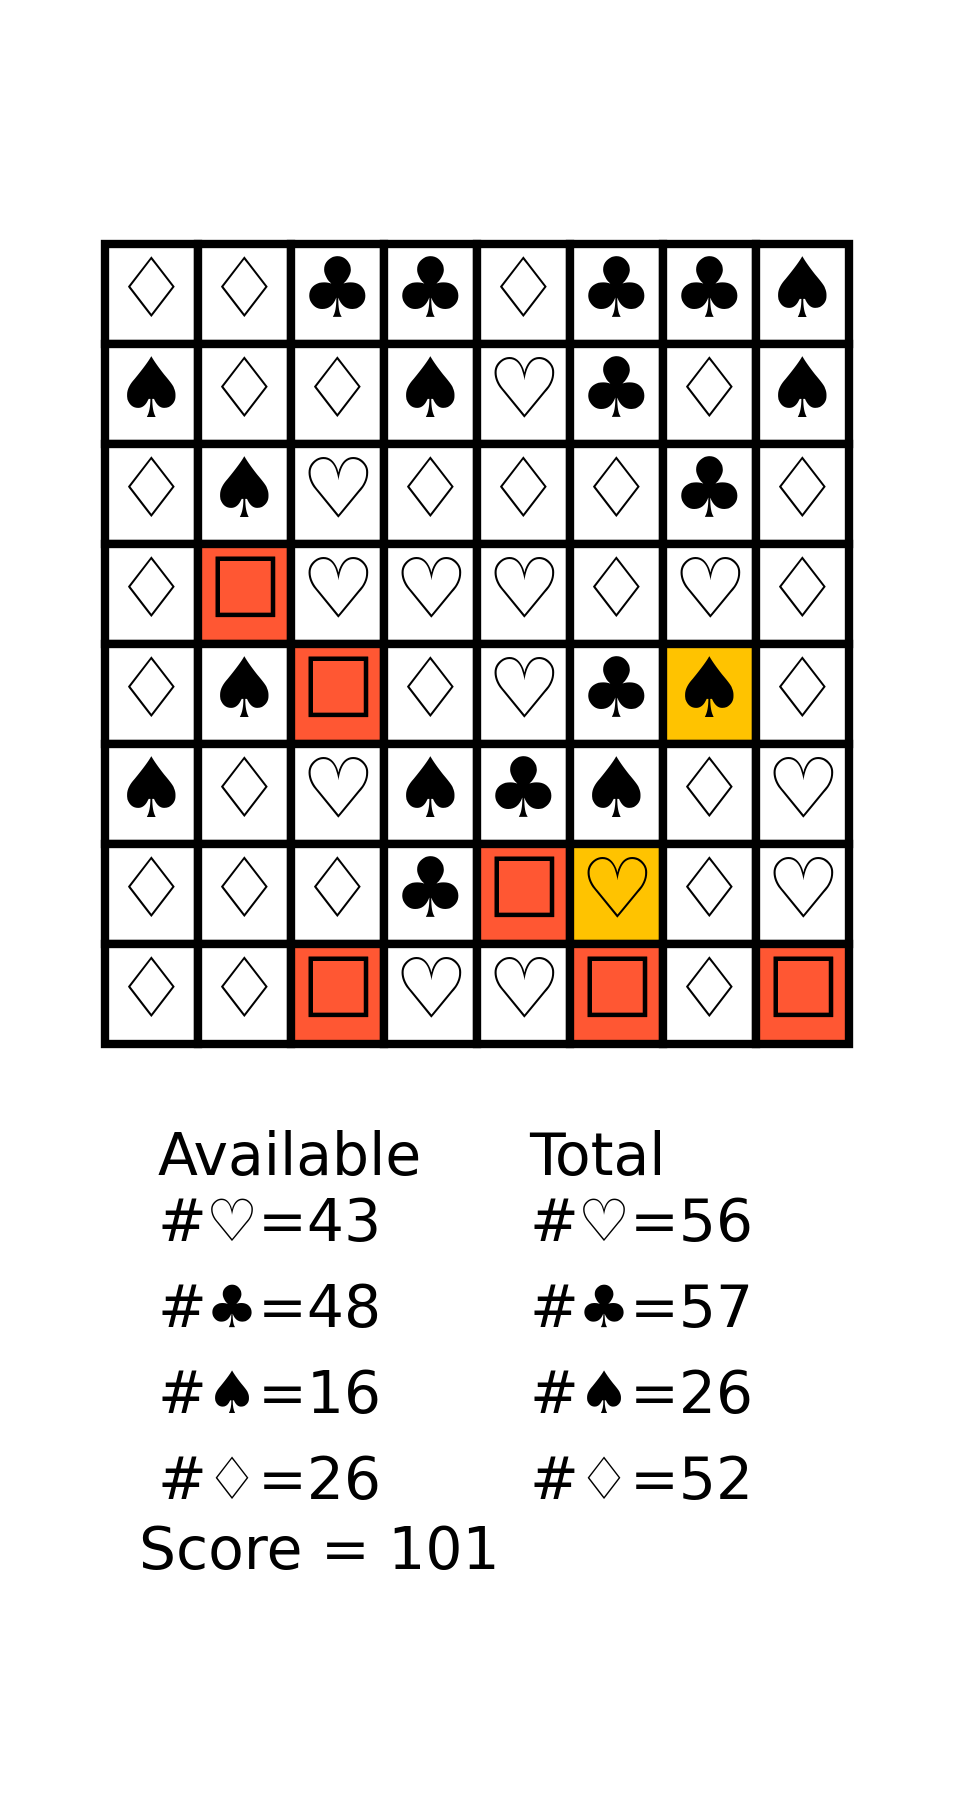 ♢ ♢ ♣ ♣ ♢ ♣ ♣ ♠
♠ ♢ ♢ ♠ ♡ ♣ ♢ ♠
♢ ♠ ♡ ♢ ♢ ♢ ♣ ♢
♢ □ ♡ ♡ ♡ ♢ ♡ ♢
♢ ♠ □ ♢ ♡ ♣ ♠ ♢
♠ ♢ ♡ ♠ ♣ ♠ ♢ ♡
♢ ♢ ♢ ♣ □ ♡ ♢ ♡
♢ ♢ □ ♡ ♡ □ ♢ □
Available Total
#♡=43 #♡=56
#♣=48 #♣=57
#♠=16 #♠=26
#♢=26 #♢=52
Score = 101